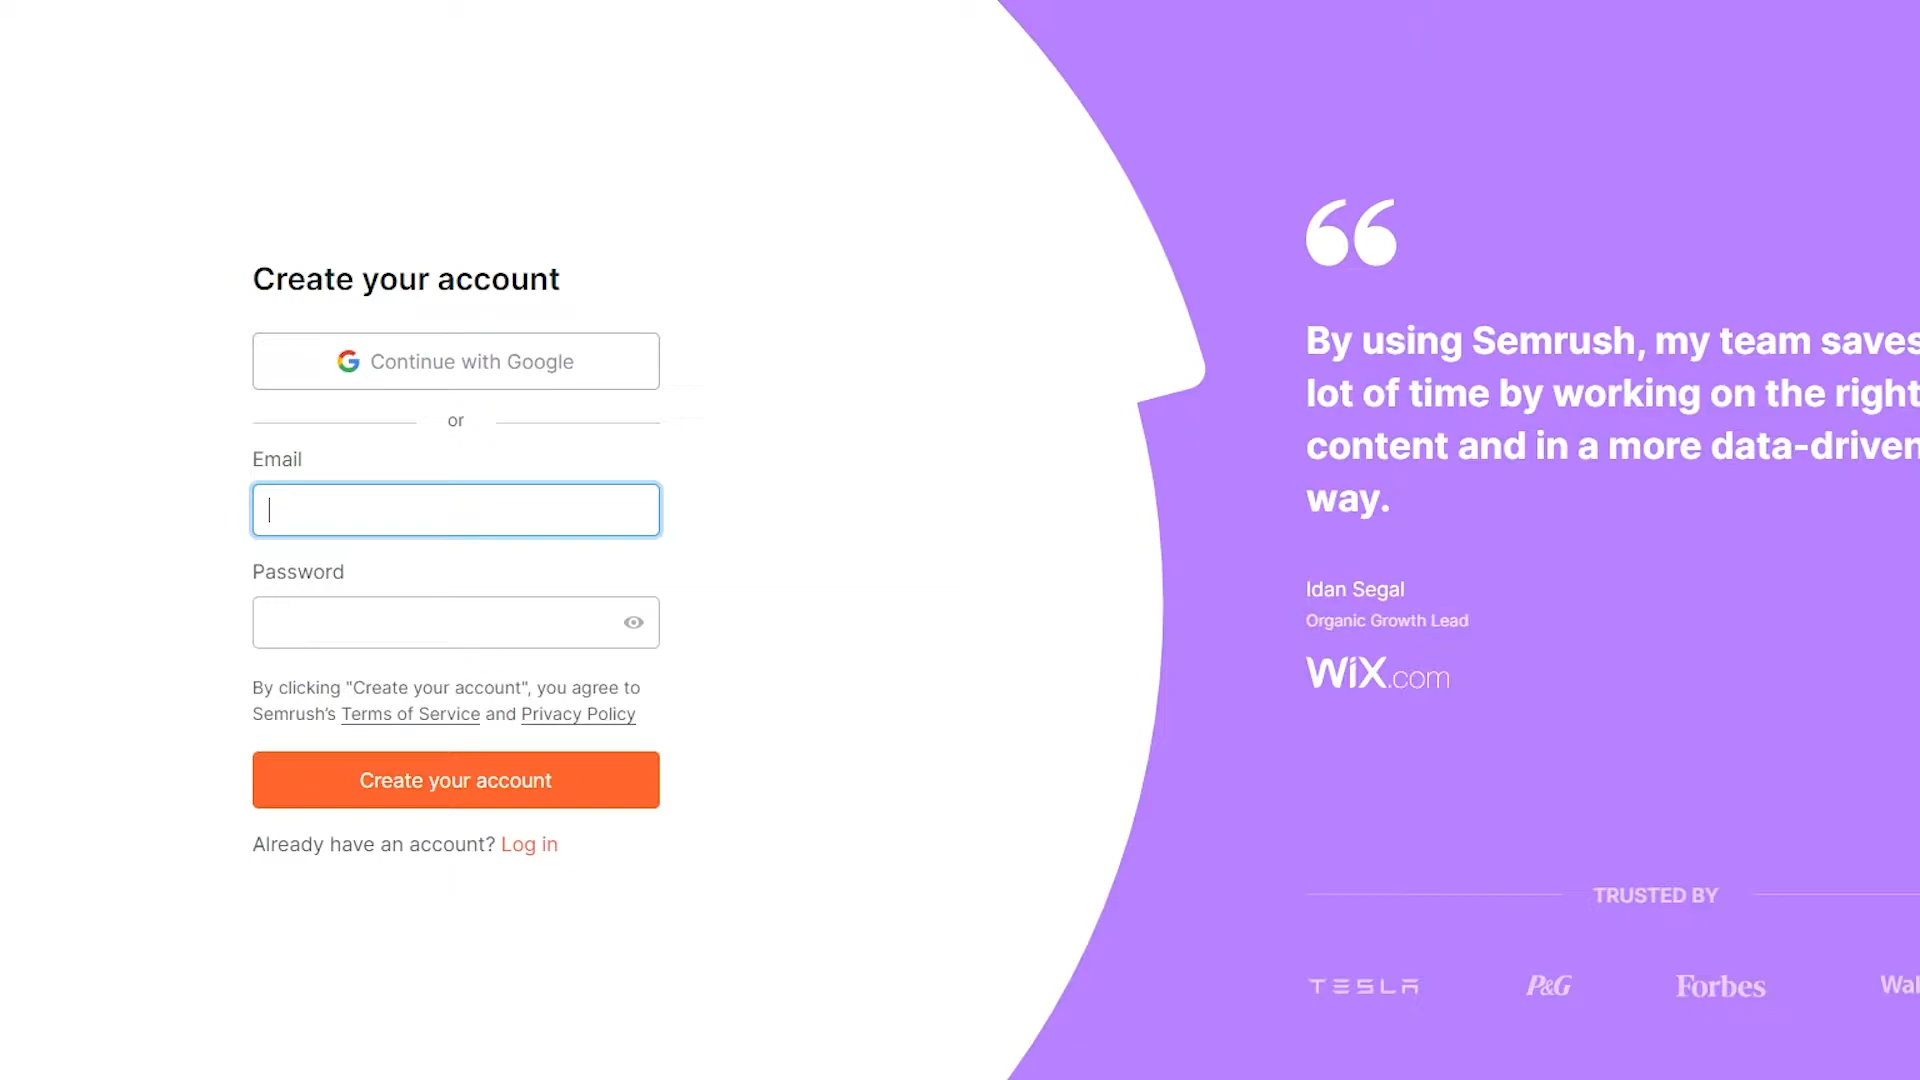 Create your account
Continue with Google
or
Email
Password
By clicking "Create your account", you agree to
Semrush's Terms of Service and Privacy Policy
Create your account
Already have an account? Log in
By using Semrush, my team saves
lot of time by working on the right
content and in a more data-driven
way.
Idan Segal
Organic Growth Lead
WiX.com
TRUSTED BY
TESLA
P&G
Forbes